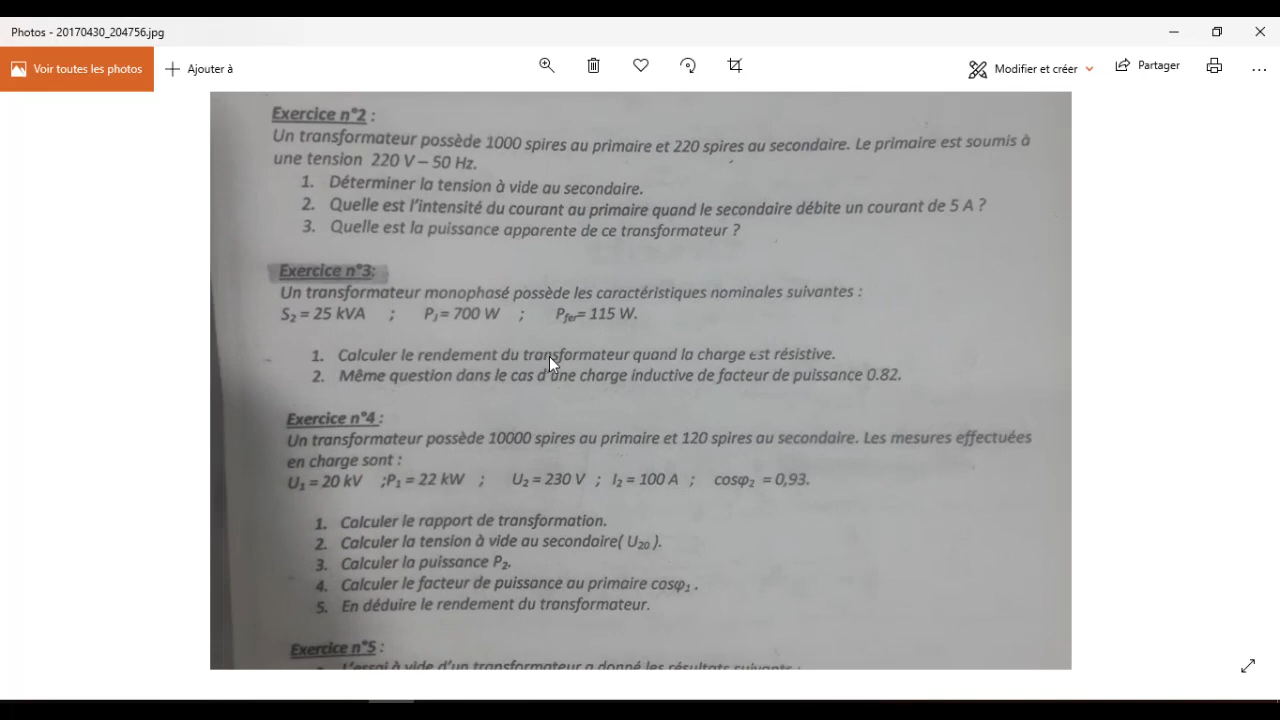 Photos - 20170430_204756.jpg
Voir toutes les photos
Ajouter à
Modifier et créer
Partager
Exercice n°2 :
Un transformateur possède 1000 spires au primaire et 220 spires au secondaire. Le primaire est soumis à
une tension 220 V – 50 Hz.
1. Déterminer la tension à vide au secondaire.
2. Quelle est l'intensité du courant au primaire quand le secondaire débite un courant de 5 A ?
3. Quelle est la puissance apparente de ce transformateur ?
Exercice n°3:
Un transformateur monophasé possède les caractéristiques nominales suivantes :
S₂ = 25 kVA ; Pⱼ = 700 W ; Pfer= 115 W.
1. Calculer le rendement du transformateur quand la charge est résistive.
2. Même question dans le cas d'une charge inductive de facteur de puissance 0.82.
Exercice n°4 :
Un transformateur possède 10000 spires au primaire et 120 spires au secondaire. Les mesures effectuées
en charge sont :
U₁ = 20 kV ;P₁ = 22 kW ; U₂ = 230 V ; I₂ = 100 A ; cosφ₂ = 0,93.
1. Calculer le rapport de transformation.
2. Calculer la tension à vide au secondaire( U₂₀ ).
3. Calculer la puissance P₂.
4. Calculer le facteur de puissance au primaire cosφ₁ .
5. En déduire le rendement du transformateur.
Exercice n°5 :
L'essai à vide d'un transformateur a donné les résultats suivants :